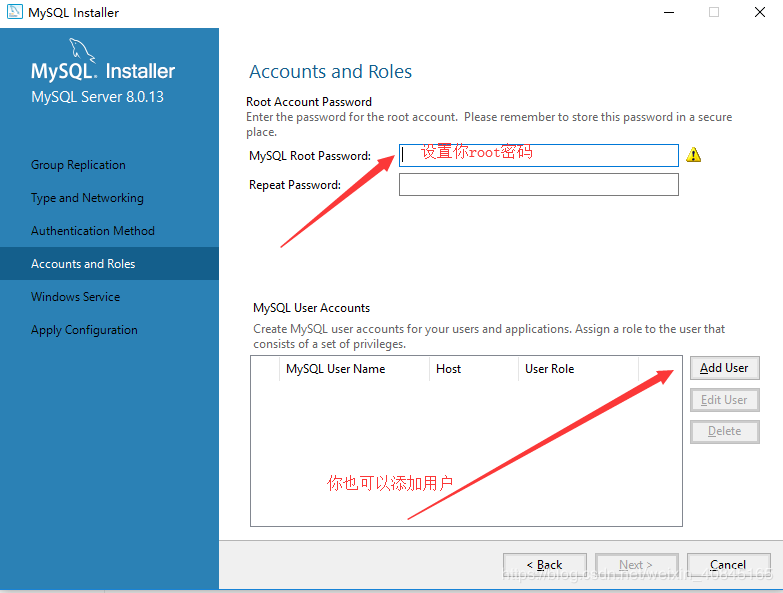 MySQL Installer
MySQL. Installer
MySQL Server 8.0.13
Group Replication
Type and Networking
Authentication Method
Accounts and Roles
Windows Service
Apply Configuration
Accounts and Roles
Root Account Password
Enter the password for the root account. Please remember to store this password in a secure
place.
MySQL Root Password:
设置你root密码
Repeat Password:
MySQL User Accounts
Create MySQL user accounts for your users and applications. Assign a role to the user that
consists of a set of privileges.
MySQL User Name Host User Role
Add User
Edit User
Delete
你也可以添加用户
< Back Next > Cancel